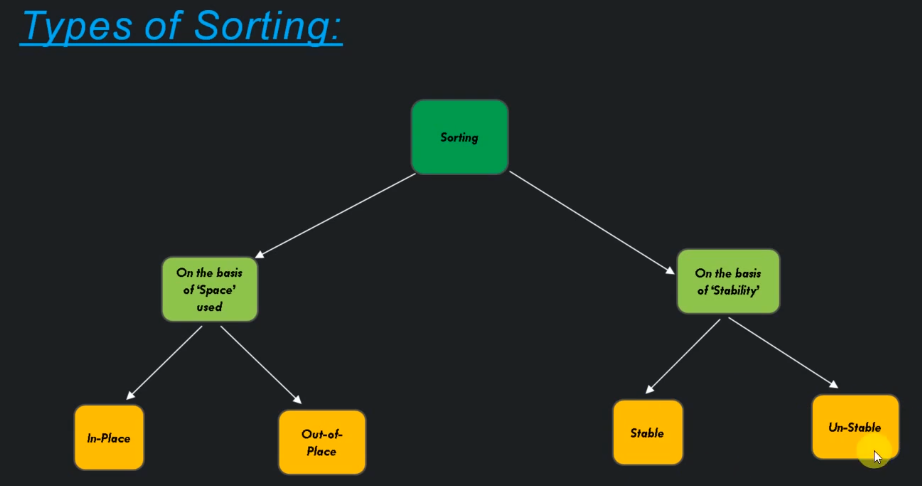 Types of Sorting:
Sorting
On the basis
of ‘Space’
used
On the basis
of ‘Stability’
In-Place
Out-of-
Place
Stable
Un-Stable